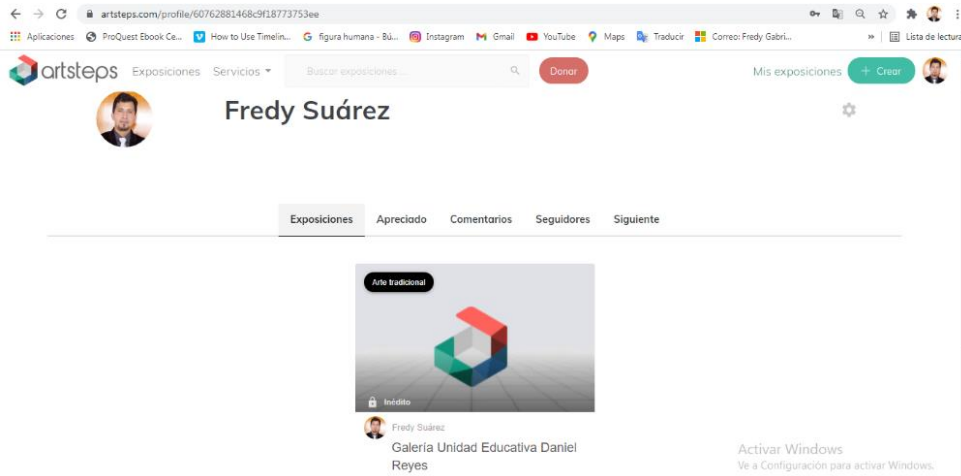 artsteps.com/profile/60762881468c9f18773753ee
Aplicaciones ProQuest Ebook Ce... How to Use Timelin... figura humana - Bú... Instagram Gmail YouTube Maps Traducir Correo: Fredy Gabri... » Lista de lectura
artsteps Exposiciones Servicios Buscar exposiciones ... Donar Mis exposiciones + Crear
Fredy Suárez
Exposiciones Apreciado Comentarios Seguidores Siguiente
Arte tradicional
Inédito
Fredy Suárez
Galería Unidad Educativa Daniel
Reyes
Activar Windows
Ve a Configuración para activar Windows.